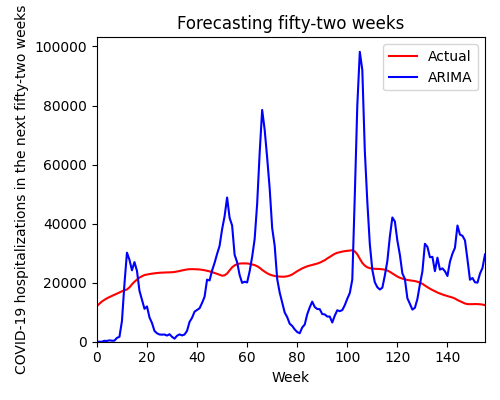 Forecasting fifty-two weeks
COVID-19 hospitalizations in the next fifty-two weeks
100000
80000
60000
40000
20000
0
Actual
ARIMA
0 20 40 60 80 100 120 140
Week